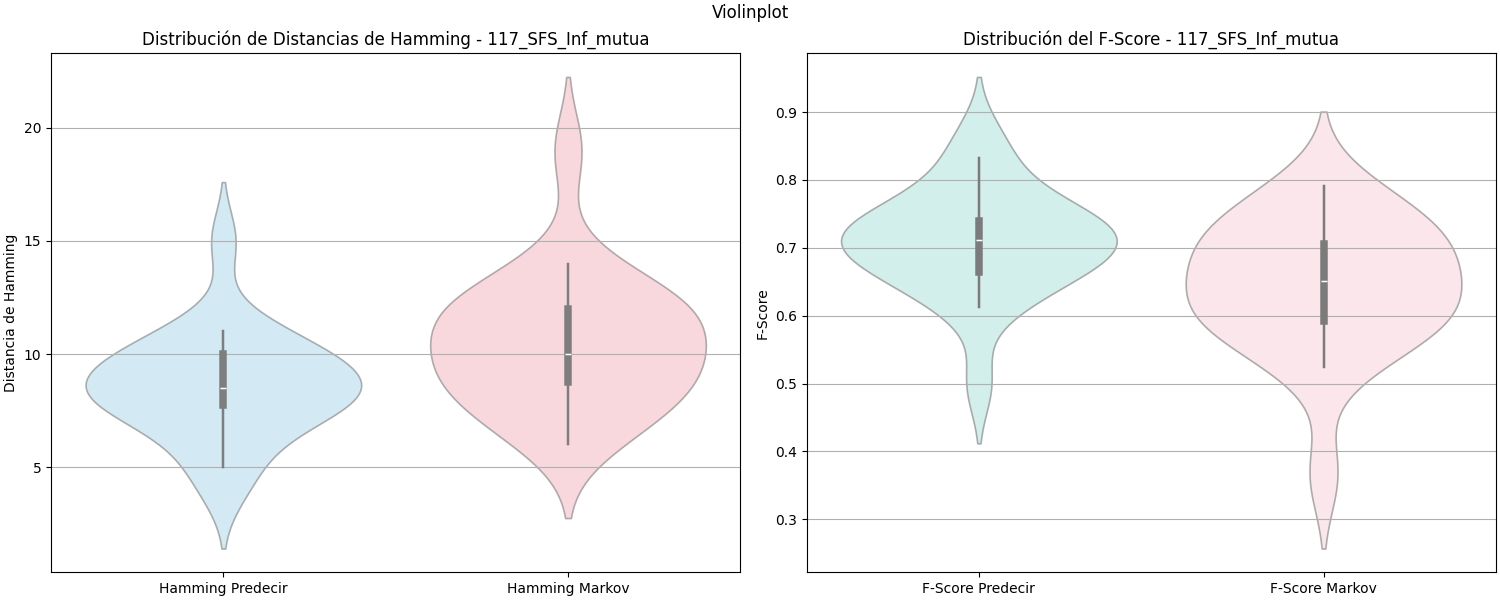 Violinplot
Distribución de Distancias de Hamming - 117_SFS_Inf_mutua
Distancia de Hamming
20
15
10
5
Hamming Predecir
Hamming Markov
Distribución del F-Score - 117_SFS_Inf_mutua
F-Score
0.9
0.8
0.7
0.6
0.5
0.4
0.3
F-Score Predecir
F-Score Markov